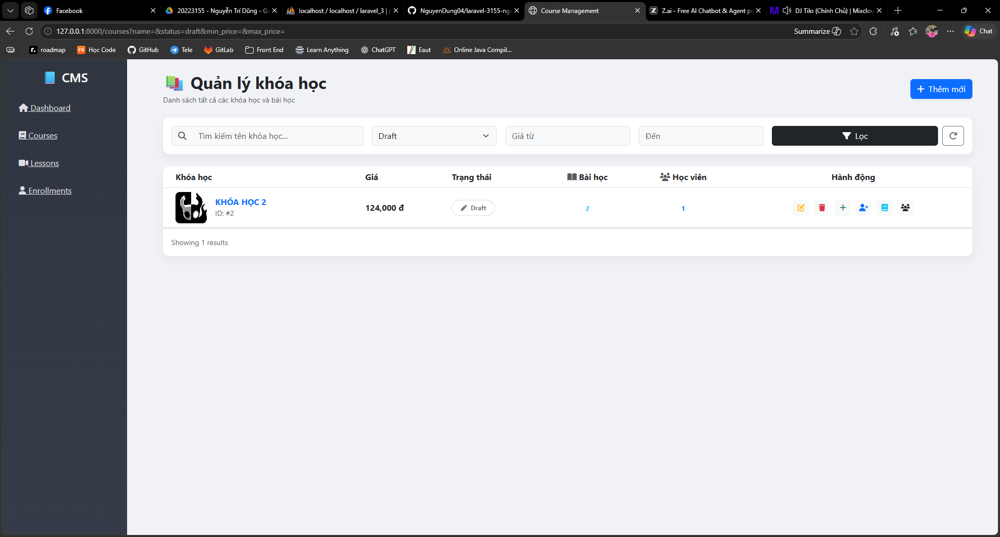 Facebook
20223155 - Nguyễn Trí Dũng - Go
localhost / localhost / laravel_3 | p
NguyenDung04/laravel-3155-ngu
Course Management
Z.ai - Free AI Chatbot & Agent po
DJ Tilo (Chính Chủ) | Mixclou
127.0.0.1:8000/courses?name=&status=draft&min_price=&max_price=
Summarize
Chat
roadmap
F8 Học Code
GitHub
Tele
GitLab
Front End
Learn Anything
ChatGPT
Eaut
Online Java Compil...
CMS
Dashboard
Courses
Lessons
Enrollments
Quản lý khóa học
Danh sách tất cả các khóa học và bài học
Thêm mới
Tìm kiếm tên khóa học...
Draft
Giá từ
Đến
Lọc
Khóa học Giá Trạng thái Bài học Học viên Hành động
KHÓA HỌC 2
ID: #2
124,000 đ
Draft
2
1
Showing 1 results